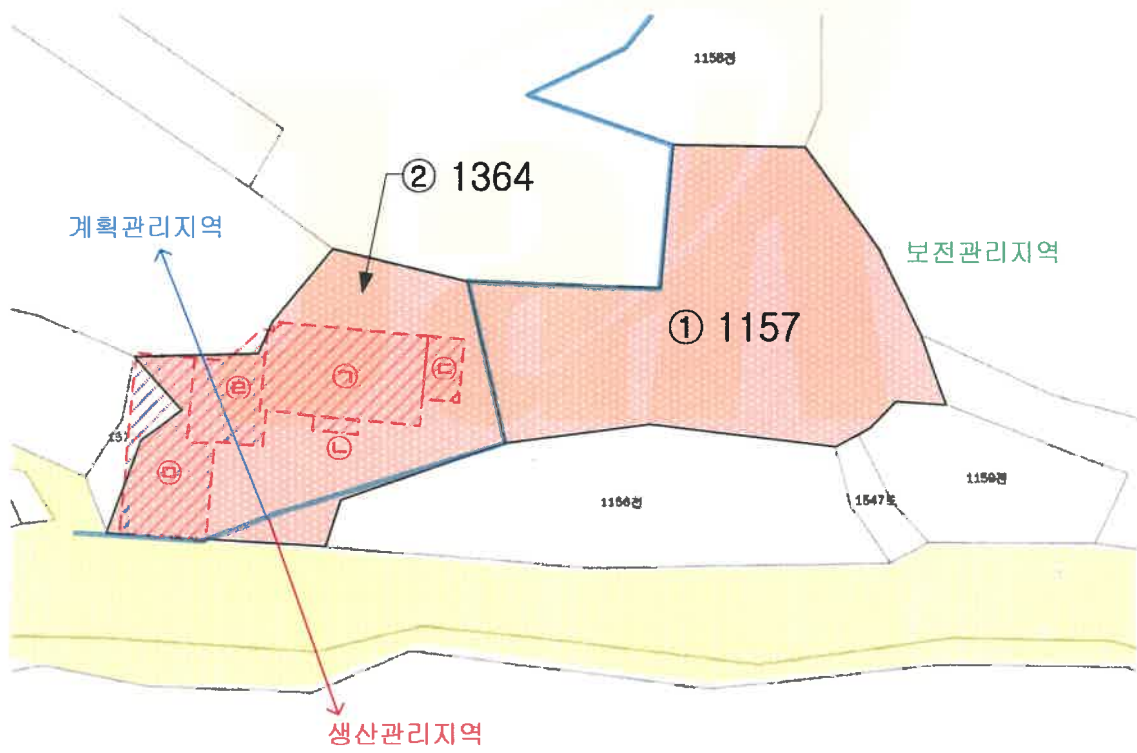 1158전
② 1364
계획관리지역
보전관리지역
① 1157
㉠
㉡
㉢
㉣
㉤
1156전
1547도
1159전
생산관리지역